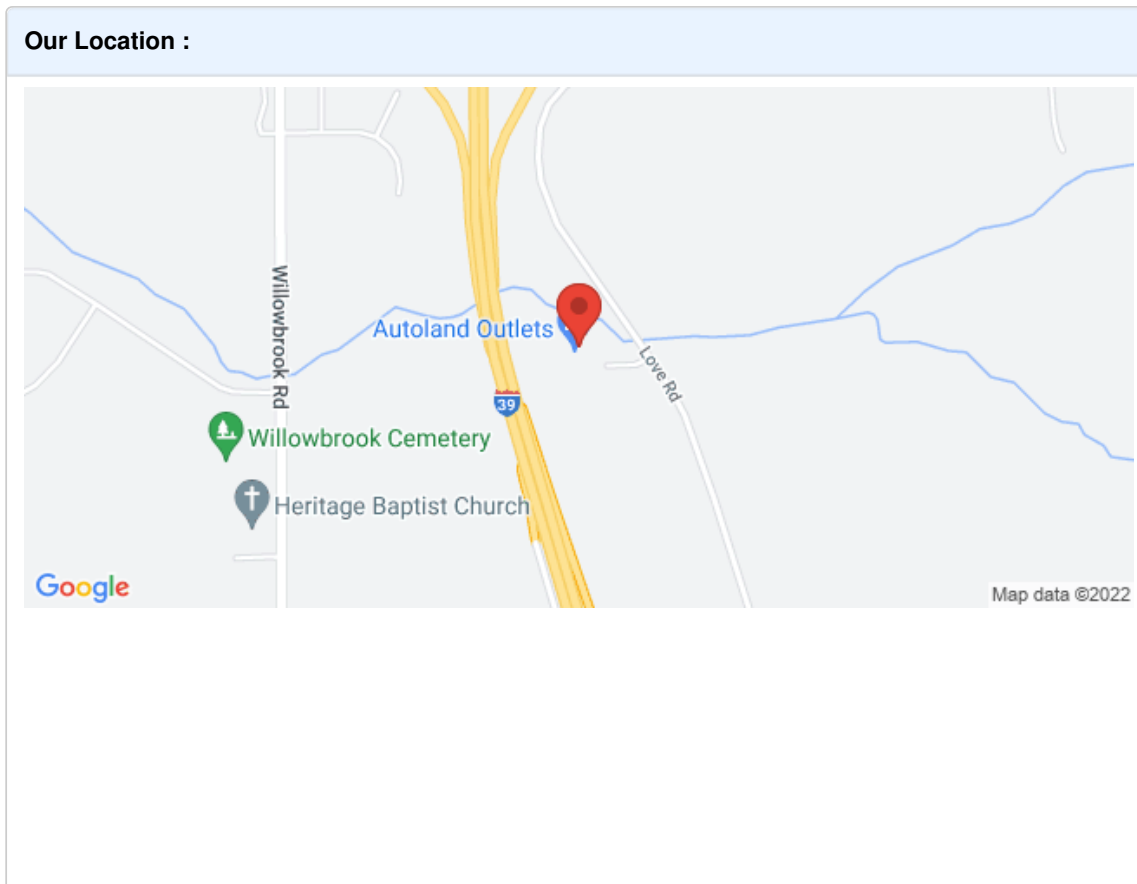 Our Location :
Willowbrook Rd
Autoland Outlets
Love Rd
39
Willowbrook Cemetery
Heritage Baptist Church
Google
Map data ©2022